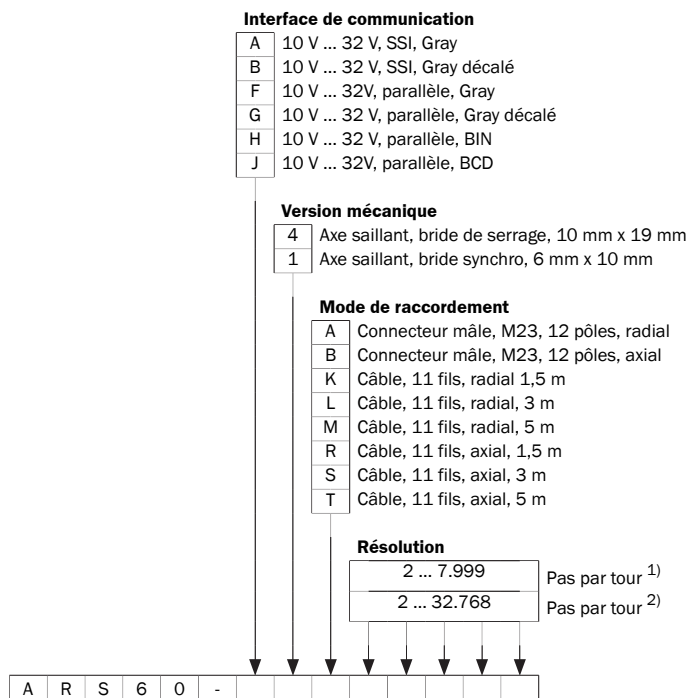 Interface de communication
A 10 V ... 32 V, SSI, Gray
B 10 V ... 32 V, SSI, Gray décalé
F 10 V ... 32V, parallèle, Gray
G 10 V ... 32 V, parallèle, Gray décalé
H 10 V ... 32 V, parallèle, BIN
J 10 V ... 32V, parallèle, BCD
Version mécanique
4 Axe saillant, bride de serrage, 10 mm x 19 mm
1 Axe saillant, bride synchro, 6 mm x 10 mm
Mode de raccordement
A Connecteur mâle, M23, 12 pôles, radial
B Connecteur mâle, M23, 12 pôles, axial
K Câble, 11 fils, radial 1,5 m
L Câble, 11 fils, radial, 3 m
M Câble, 11 fils, radial, 5 m
R Câble, 11 fils, axial, 1,5 m
S Câble, 11 fils, axial, 3 m
T Câble, 11 fils, axial, 5 m
Résolution
2 ... 7.999 Pas par tour 1)
2 ... 32.768 Pas par tour 2)
A R S 6 0 -